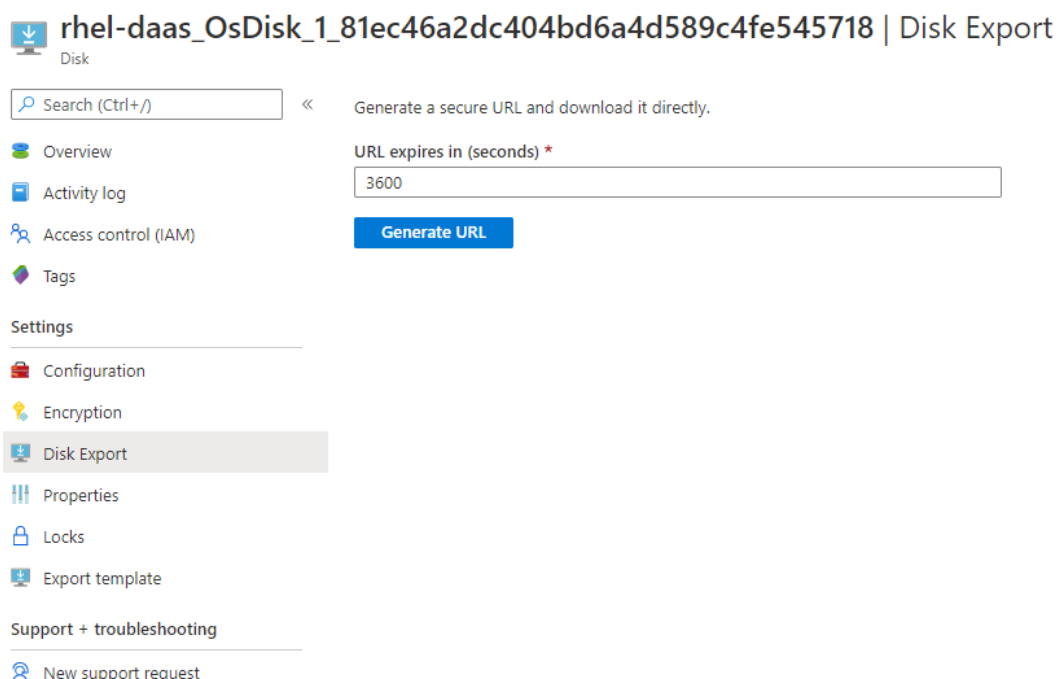 rhel-daas_OsDisk_1_81ec46a2dc404bd6a4d589c4fe545718 | Disk Export
Disk
Search (Ctrl+/)
«
Overview
Activity log
Access control (IAM)
Tags
Settings
Configuration
Encryption
Disk Export
Properties
Locks
Export template
Support + troubleshooting
New support request
Generate a secure URL and download it directly.
URL expires in (seconds) *
3600
Generate URL